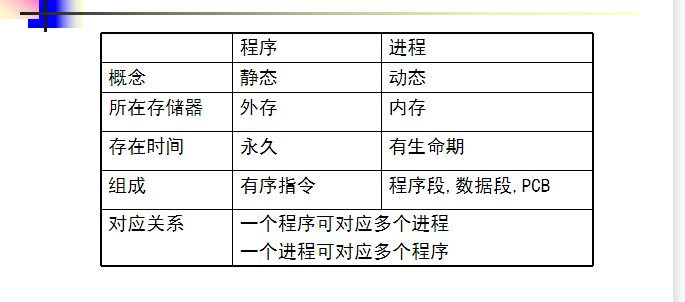 程序 进程
概念 静态 动态
所在存储器 外存 内存
存在时间 永久 有生命期
组成 有序指令 程序段,数据段,PCB
对应关系 一个程序可对应多个进程
一个进程可对应多个程序